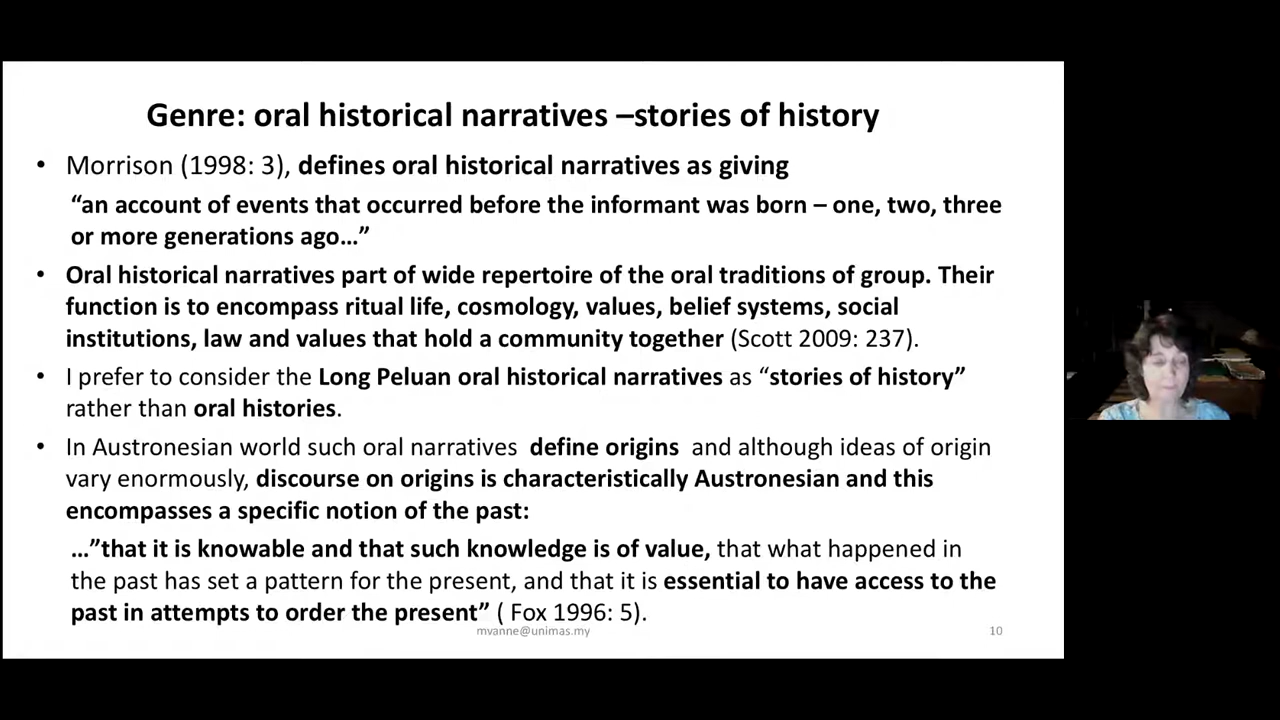 Genre: oral historical narratives –stories of history
• Morrison (1998: 3), defines oral historical narratives as giving
“an account of events that occurred before the informant was born – one, two, three
or more generations ago…”
• Oral historical narratives part of wide repertoire of the oral traditions of group. Their
function is to encompass ritual life, cosmology, values, belief systems, social
institutions, law and values that hold a community together (Scott 2009: 237).
• I prefer to consider the Long Peluan oral historical narratives as “stories of history”
rather than oral histories.
• In Austronesian world such oral narratives define origins and although ideas of origin
vary enormously, discourse on origins is characteristically Austronesian and this
encompasses a specific notion of the past:
…”that it is knowable and that such knowledge is of value, that what happened in
the past has set a pattern for the present, and that it is essential to have access to the
past in attempts to order the present” ( Fox 1996: 5).
mvanne@unimas.my
10